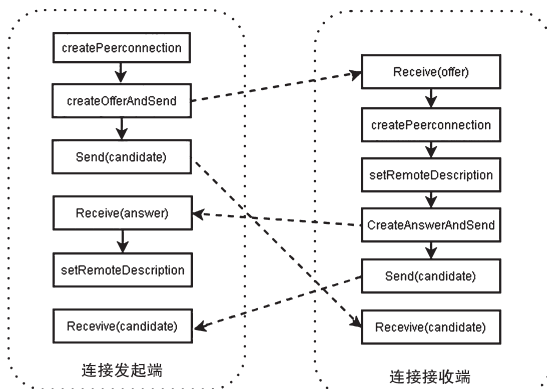 createPeerconnection
createOfferAndSend
Send(candidate)
Receive(answer)
setRemoteDescription
Recevive(candidate)
连接发起端
Receive(offer)
createPeerconnection
setRemoteDescription
CreateAnswerAndSend
Send(candidate)
Recevive(candidate)
连接接收端